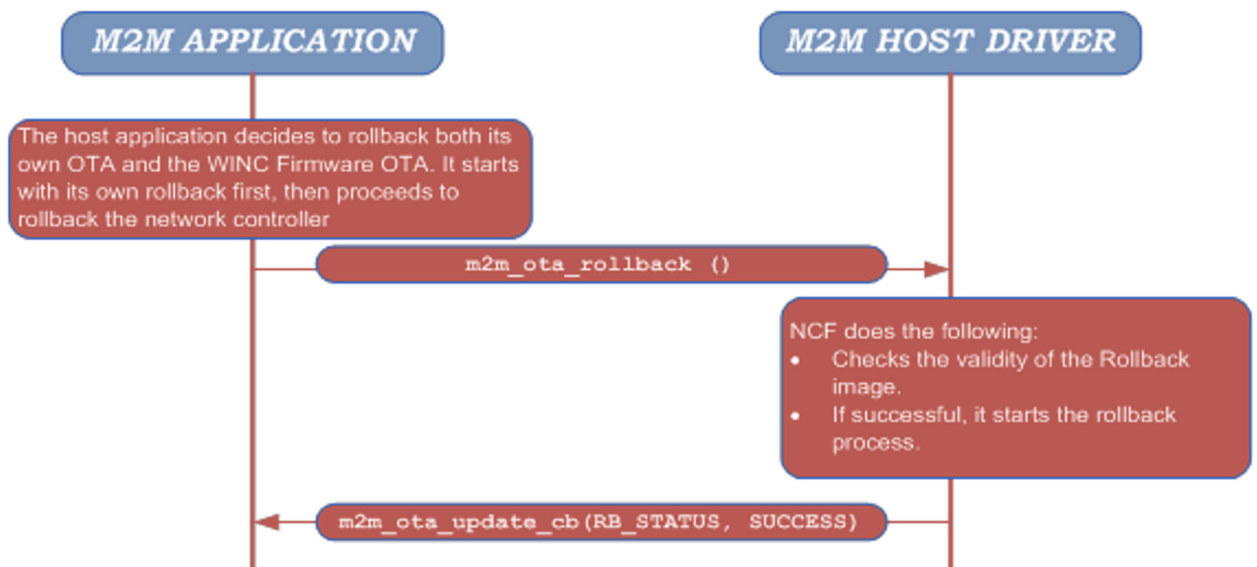 M2M APPLICATION
M2M HOST DRIVER
The host application decides to rollback both its
own OTA and the WINC Firmware OTA. It starts
with its own rollback first, then proceeds to
rollback the network controller
m2m_ota_rollback ()
NCF does the following:
• Checks the validity of the Rollback
image.
• If successful, it starts the rollback
process.
m2m_ota_update_cb(RB_STATUS, SUCCESS)